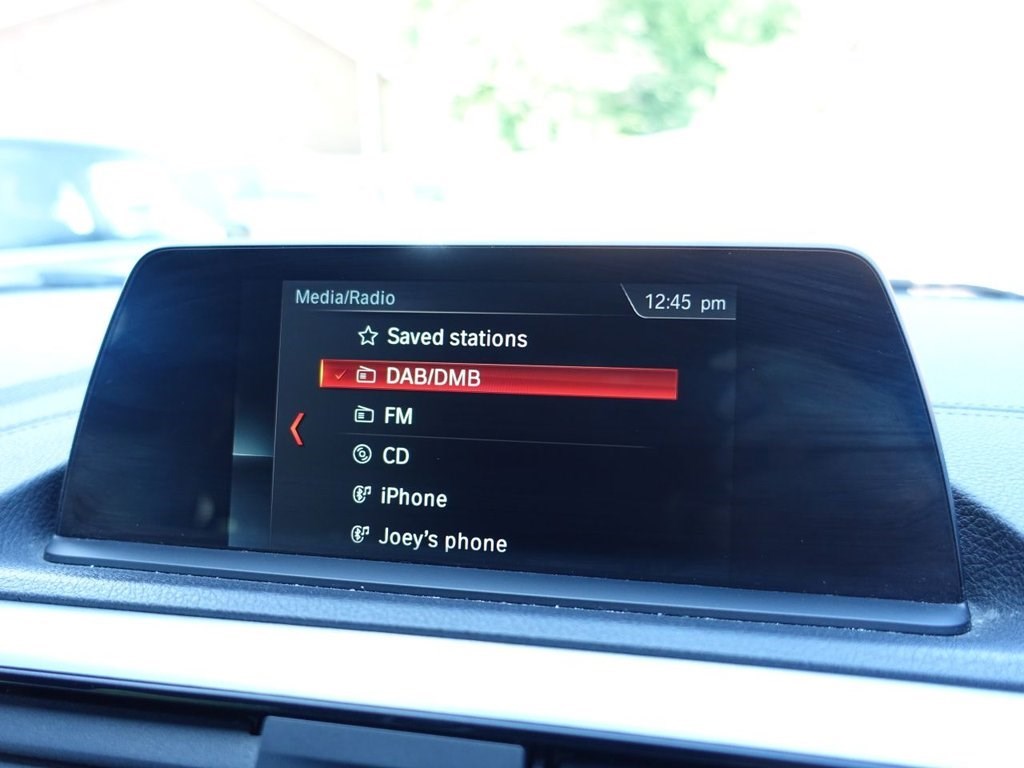 Media/Radio
12:45 pm
Saved stations
DAB/DMB
FM
CD
iPhone
Joey's phone